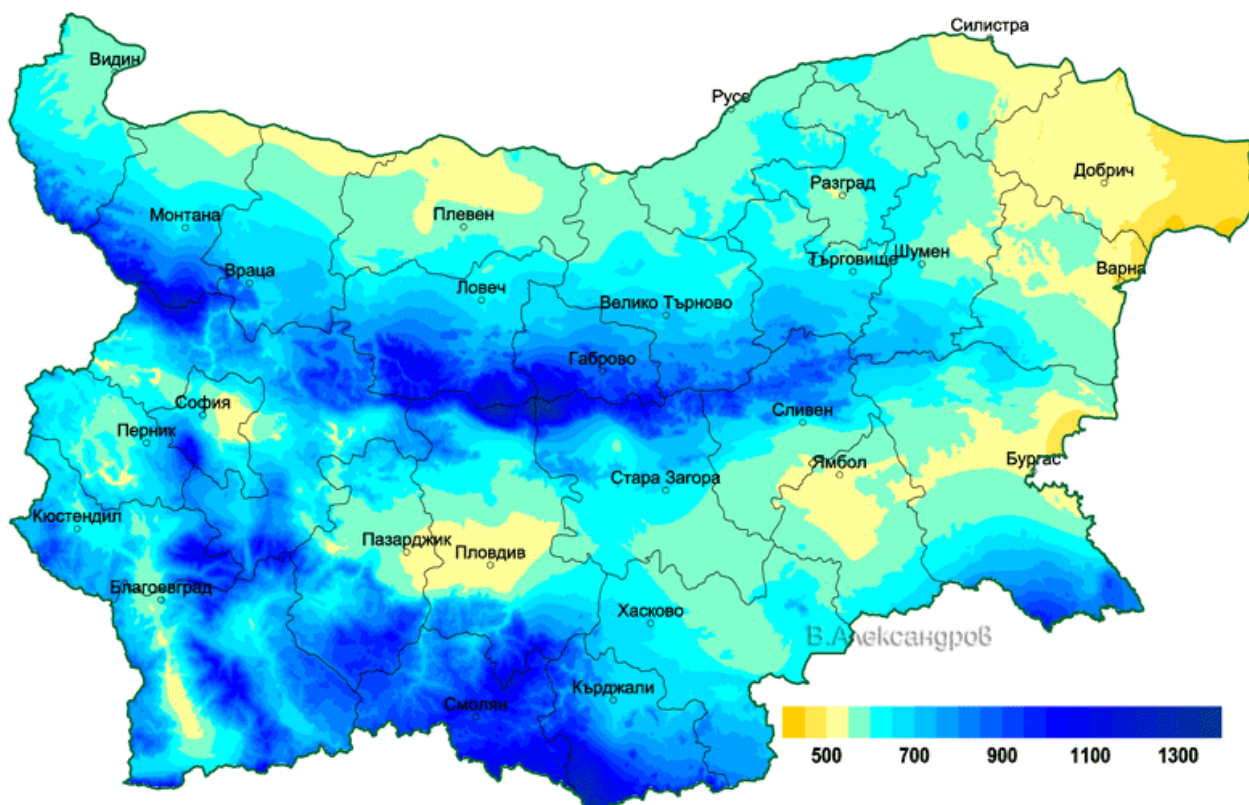 Силистра
Видин
Русе
Добрич
Разград
Монтана
Плевен
Търговище
Шумен
Варна
Враца
Ловеч
Велико Търново
Габрово
София
Сливен
Перник
Ямбол
Бургас
Стара Загора
Кюстендил
Пазарджик
Пловдив
Благоевград
Хасково
В.Александров
Кърджали
Смолян
500 700 900 1100 1300